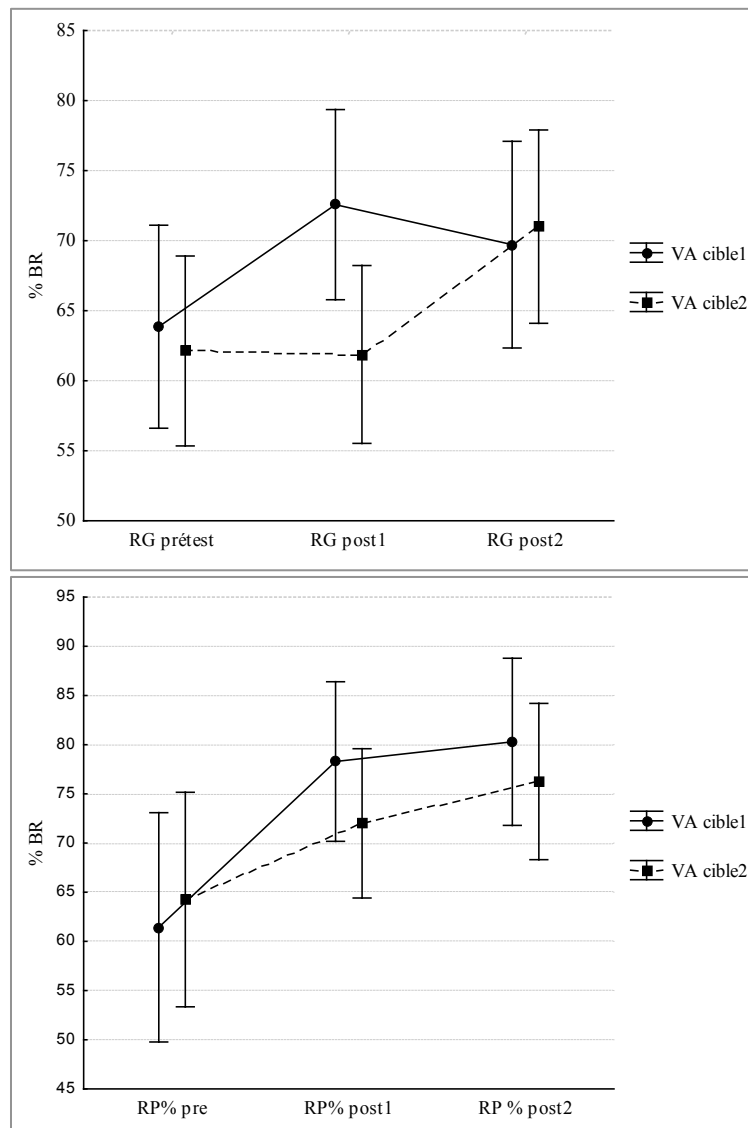 85
80
75
70
65
60
55
50
% BR
RG prétest
RG post1
RG post2
VA cible1
VA cible2
95
90
85
80
75
70
65
60
55
50
45
% BR
RP% pre
RP% post1
RP % post2
VA cible1
VA cible2